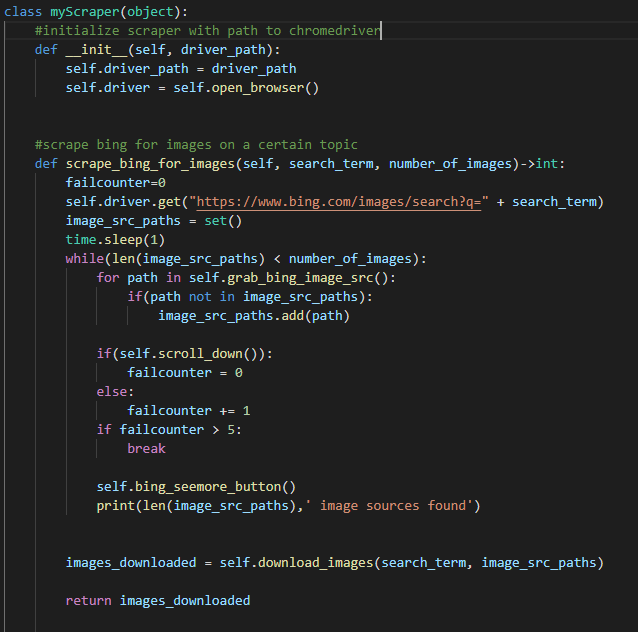 class myScraper(object):
    #initialize scraper with path to chromedriver
    def __init__(self, driver_path):
        self.driver_path = driver_path
        self.driver = self.open_browser()
    #scrape bing for images on a certain topic
    def scrape_bing_for_images(self, search_term, number_of_images)->int:
        failcounter=0
        self.driver.get("https://www.bing.com/images/search?q=" + search_term)
        image_src_paths = set()
        time.sleep(1)
        while(len(image_src_paths) < number_of_images):
            for path in self.grab_bing_image_src():
                if(path not in image_src_paths):
                    image_src_paths.add(path)
            if(self.scroll_down()):
                failcounter = 0
            else:
                failcounter += 1
            if failcounter > 5:
                break
            self.bing_seemore_button()
            print(len(image_src_paths),' image sources found')
        images_downloaded = self.download_images(search_term, image_src_paths)
        return images_downloaded